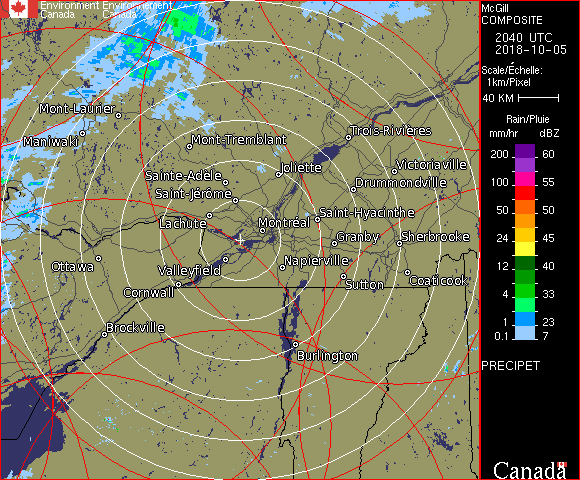 Environment Environnement
Canada Canada
Mont-Laurier
Maniwaki
Mont-Tremblant
Trois-Rivières
Sainte-Adèle
Joliette
Victoriaville
Saint-Jérôme
Drummondville
Lachute
Montréal
Saint-Hyacinthe
Granby
Sherbrooke
Ottawa
Valleyfield
Napierville
Cornwall
Sutton
Coaticook
Brockville
Burlington
McGill
COMPOSITE
2040 UTC
2018-10-05
Scale/Échelle:
1km/Pixel
40 KM
Rain/Pluie
mm/hr dBZ
200 60
100 55
50 50
24 45
12 40
4 33
1 23
0.1 7
PRECIPET
Canada